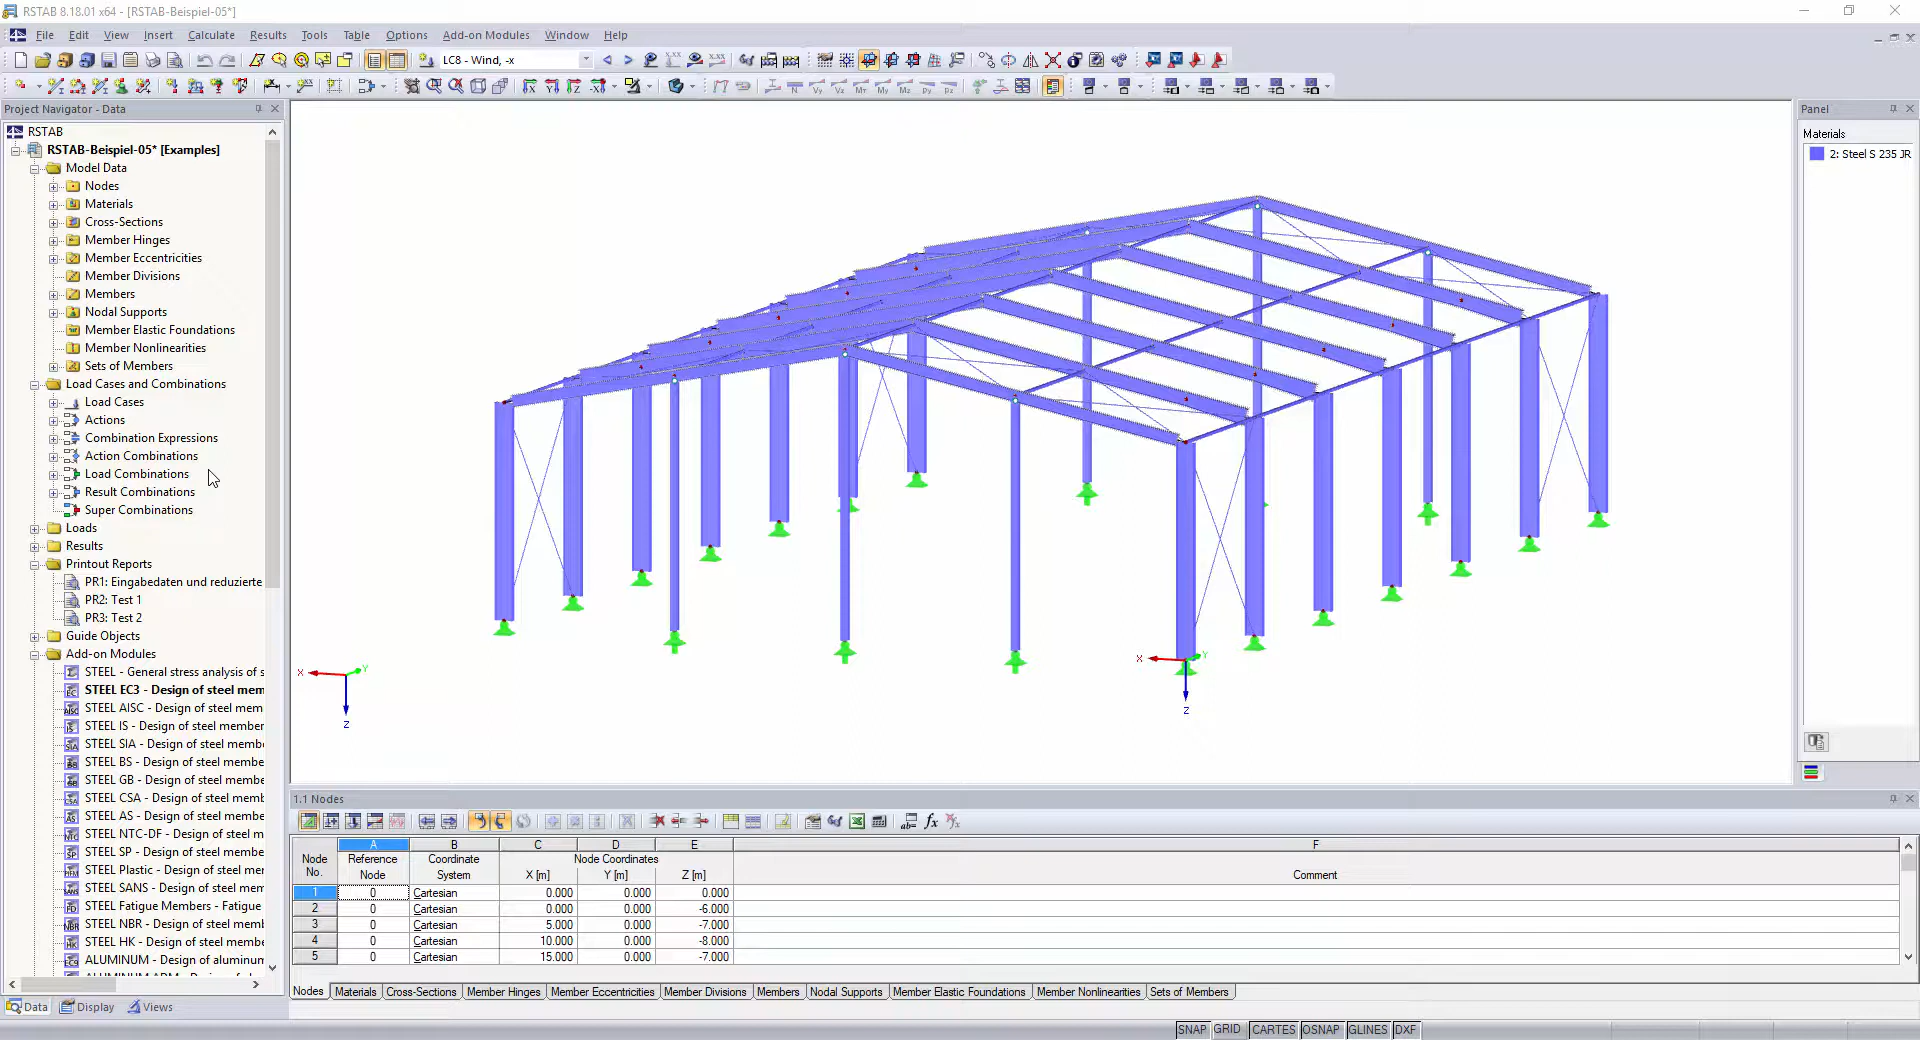 RSTAB 8.18.01 x64 - [RSTAB-Beispiel-05*]
File Edit View Insert Calculate Results Tools Table Options Add-on Modules Window Help
LC8 - Wind, -x
Project Navigator - Data
RSTAB
RSTAB-Beispiel-05* [Examples]
Model Data
Nodes
Materials
Cross-Sections
Member Hinges
Member Eccentricities
Member Divisions
Members
Nodal Supports
Member Elastic Foundations
Member Nonlinearities
Sets of Members
Load Cases and Combinations
Load Cases
Actions
Combination Expressions
Action Combinations
Load Combinations
Result Combinations
Super Combinations
Loads
Results
Printout Reports
PR1: Eingabedaten und reduzierte
PR2: Test 1
PR3: Test 2
Guide Objects
Add-on Modules
STEEL - General stress analysis of s
STEEL EC3 - Design of steel mem
STEEL AISC - Design of steel mem
STEEL IS - Design of steel member
STEEL SIA - Design of steel membe
STEEL BS - Design of steel membe
STEEL GB - Design of steel membe
STEEL CSA - Design of steel memb
STEEL AS - Design of steel membe
STEEL NTC-DF - Design of steel m
STEEL SP - Design of steel membe
STEEL Plastic - Design of steel mem
STEEL SANS - Design of steel mem
STEEL Fatigue Members - Fatigue
STEEL NBR - Design of steel memb
STEEL HK - Design of steel membe
ALUMINUM - Design of aluminum
Data Display Views
X Y Z
X Y Z
Panel
Materials
2: Steel S 235 JR
1.1 Nodes
A B C D E F
Node Reference Coordinate Node Coordinates
No. Node System X [m] Y [m] Z [m] Comment
1 0 Cartesian 0.000 0.000 0.000
2 0 Cartesian 0.000 0.000 -6.000
3 0 Cartesian 5.000 0.000 -7.000
4 0 Cartesian 10.000 0.000 -8.000
5 0 Cartesian 15.000 0.000 -7.000
Nodes Materials Cross-Sections Member Hinges Member Eccentricities Member Divisions Members Nodal Supports Member Elastic Foundations Member Nonlinearities Sets of Members
SNAP GRID CARTES OSNAP GLINES DXF